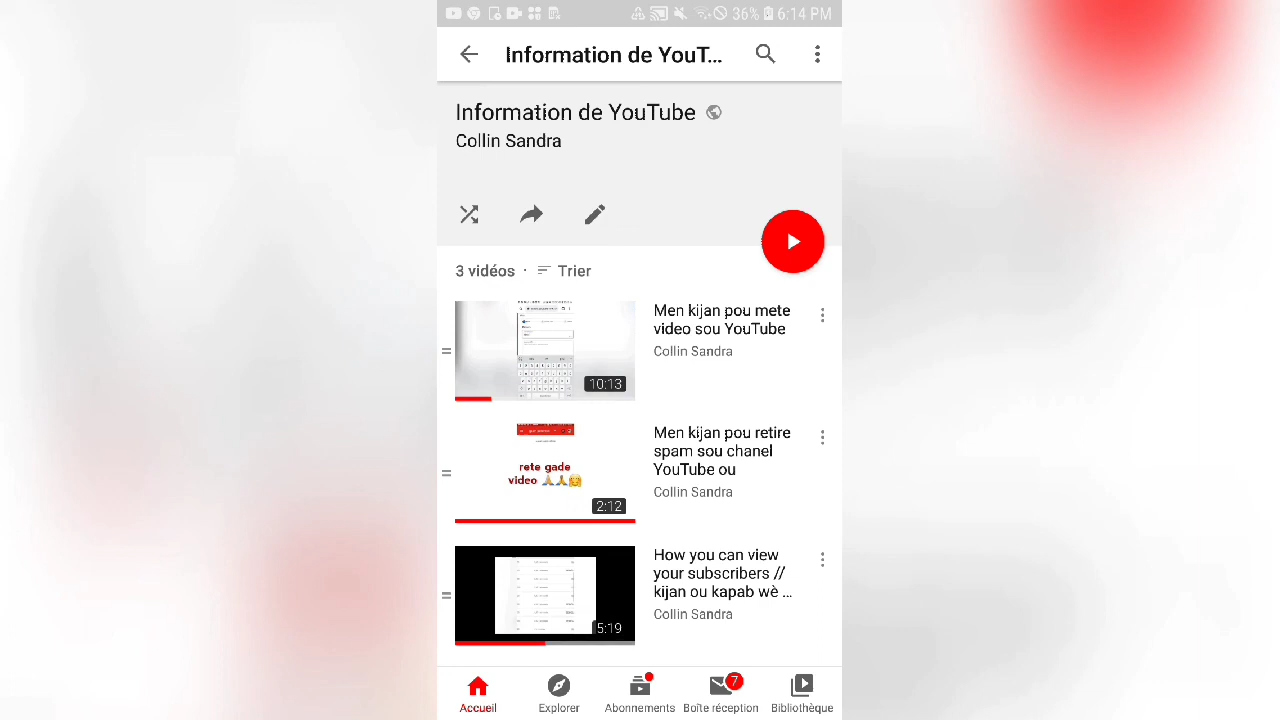 36% 6:14 PM
Information de YouT...
Information de YouTube
Collin Sandra
3 vidéos · Trier
Men kijan pou mete
video sou YouTube
Collin Sandra
10:13
Men kijan pou retire
spam sou chanel
YouTube ou
Collin Sandra
rete gade
video 🙏🏼🙏🏽🤗
2:12
How you can view
your subscribers //
kijan ou kapab wè ...
Collin Sandra
5:19
7
Accueil Explorer Abonnements Boîte réception Bibliothèque